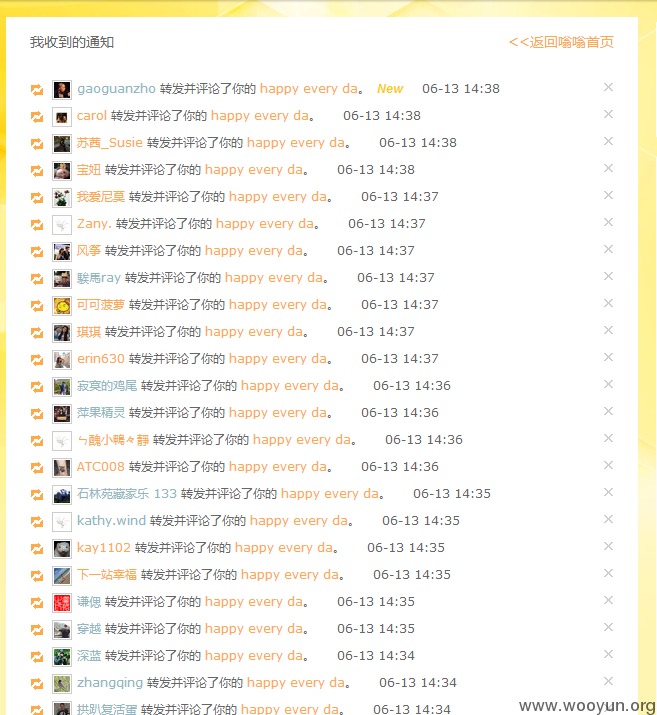 我收到的通知 <<返回嗡嗡首页
gaoguanzho 转发并评论了你的 happy every da。 New 06-13 14:38 ×
carol 转发并评论了你的 happy every da。 06-13 14:38 ×
苏茜_Susie 转发并评论了你的 happy every da。 06-13 14:38 ×
宝妞 转发并评论了你的 happy every da。 06-13 14:38 ×
我爱尼莫 转发并评论了你的 happy every da。 06-13 14:37 ×
Zany. 转发并评论了你的 happy every da。 06-13 14:37 ×
风筝 转发并评论了你的 happy every da。 06-13 14:37 ×
駿馬ray 转发并评论了你的 happy every da。 06-13 14:37 ×
可可菠萝 转发并评论了你的 happy every da。 06-13 14:37 ×
琪琪 转发并评论了你的 happy every da。 06-13 14:37 ×
erin630 转发并评论了你的 happy every da。 06-13 14:37 ×
寂寞的鸡尾 转发并评论了你的 happy every da。 06-13 14:36 ×
萍果精灵 转发并评论了你的 happy every da。 06-13 14:36 ×
ㄣ醜小鴨々 转发并评论了你的 happy every da。 06-13 14:36 ×
ATC008 转发并评论了你的 happy every da。 06-13 14:36 ×
石林苑藏家乐 133 转发并评论了你的 happy every da。 06-13 14:35 ×
kathy.wind 转发并评论了你的 happy every da。 06-13 14:35 ×
kay1102 转发并评论了你的 happy every da。 06-13 14:35 ×
下一站幸福 转发并评论了你的 happy every da。 06-13 14:35 ×
谦偲 转发并评论了你的 happy every da。 06-13 14:35 ×
穿越 转发并评论了你的 happy every da。 06-13 14:35 ×
深蓝 转发并评论了你的 happy every da。 06-13 14:34 ×
zhangqing 转发并评论了你的 happy every da。 06-13 14:34 ×
拱趴复活蛋 转发并评论了你的 happy every da。 06-13 14:34
www.wooyun.org